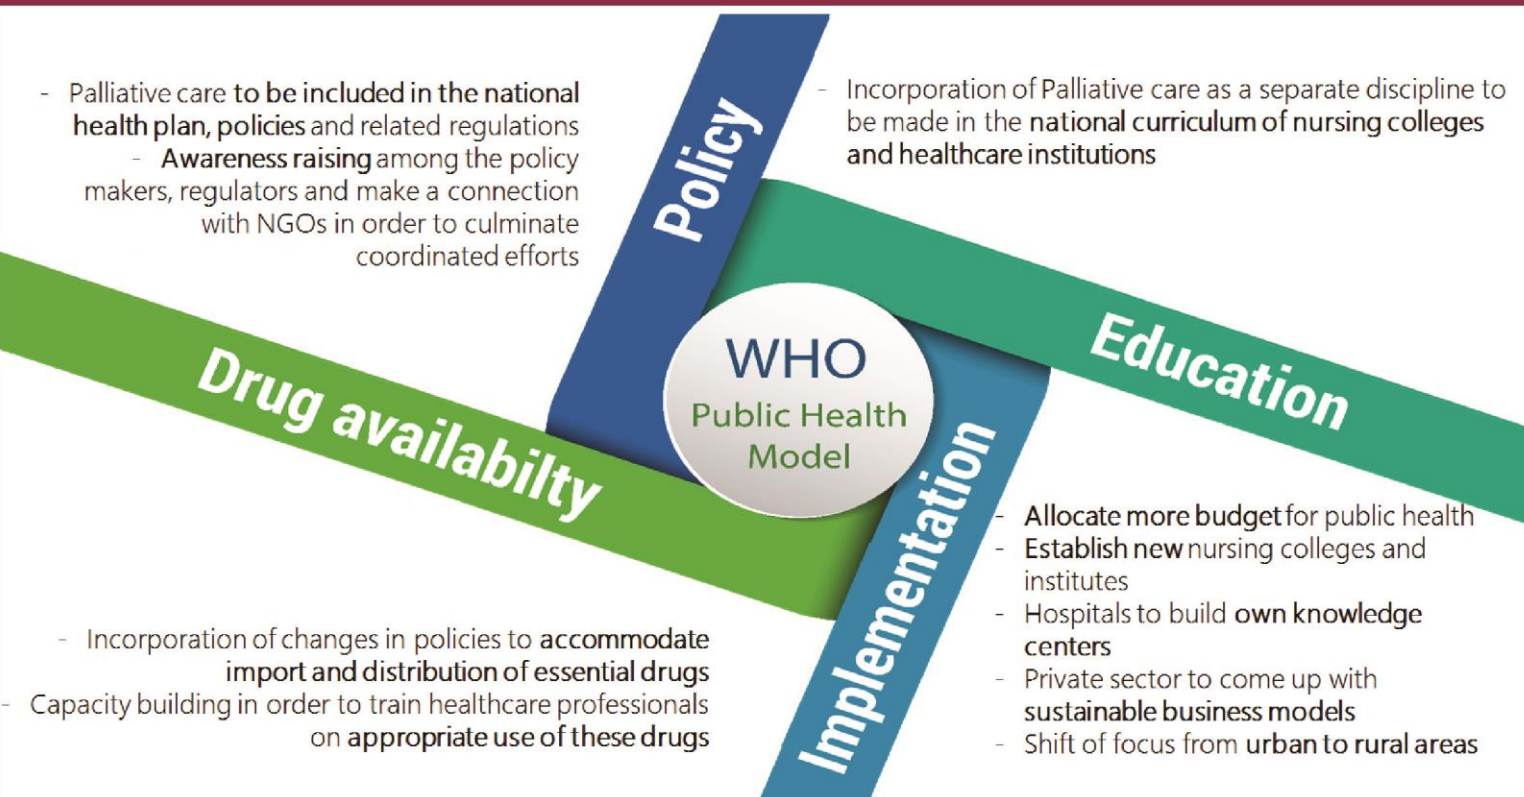 - Palliative care to be included in the national
health plan, policies and related regulations
- Awareness raising among the policy
makers, regulators and make a connection
with NGOs in order to culminate
coordinated efforts
Policy
- Incorporation of Palliative care as a separate discipline to
be made in the national curriculum of nursing colleges
and healthcare institutions
Education
WHO
Public Health
Model
Drug availabilty
- Incorporation of changes in policies to accommodate
import and distribution of essential drugs
- Capacity building in order to train healthcare professionals
on appropriate use of these drugs
Implementation
- Allocate more budget for public health
- Establish new nursing colleges and
institutes
- Hospitals to build own knowledge
centers
- Private sector to come up with
sustainable business models
- Shift of focus from urban to rural areas